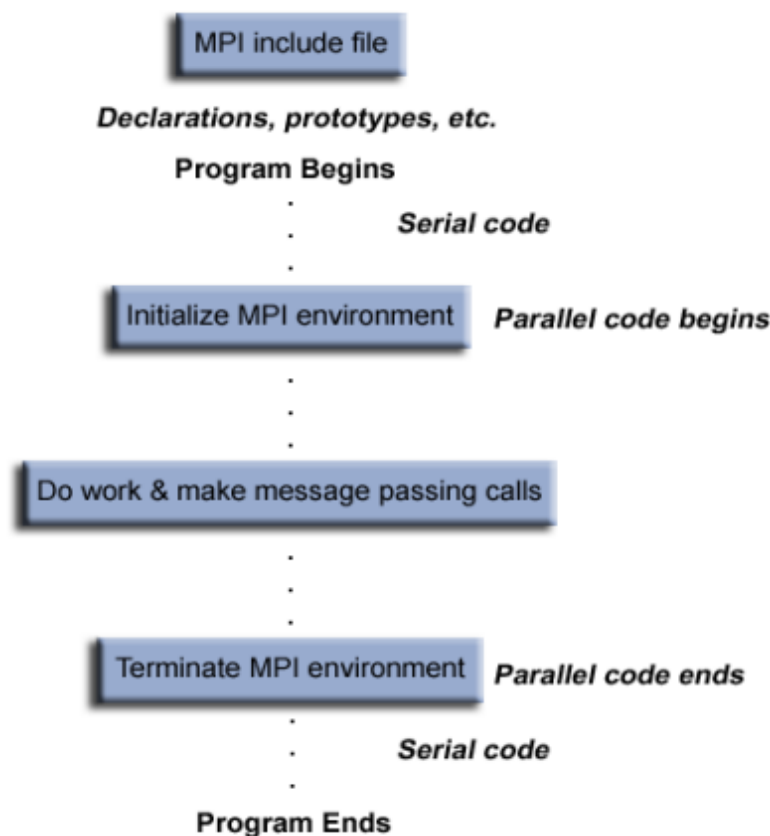 MPI include file
Declarations, prototypes, etc.
Program Begins
.
.
.
Serial code
Initialize MPI environment
Parallel code begins
.
.
.
Do work & make message passing calls
.
.
.
Terminate MPI environment
Parallel code ends
.
.
.
Serial code
Program Ends